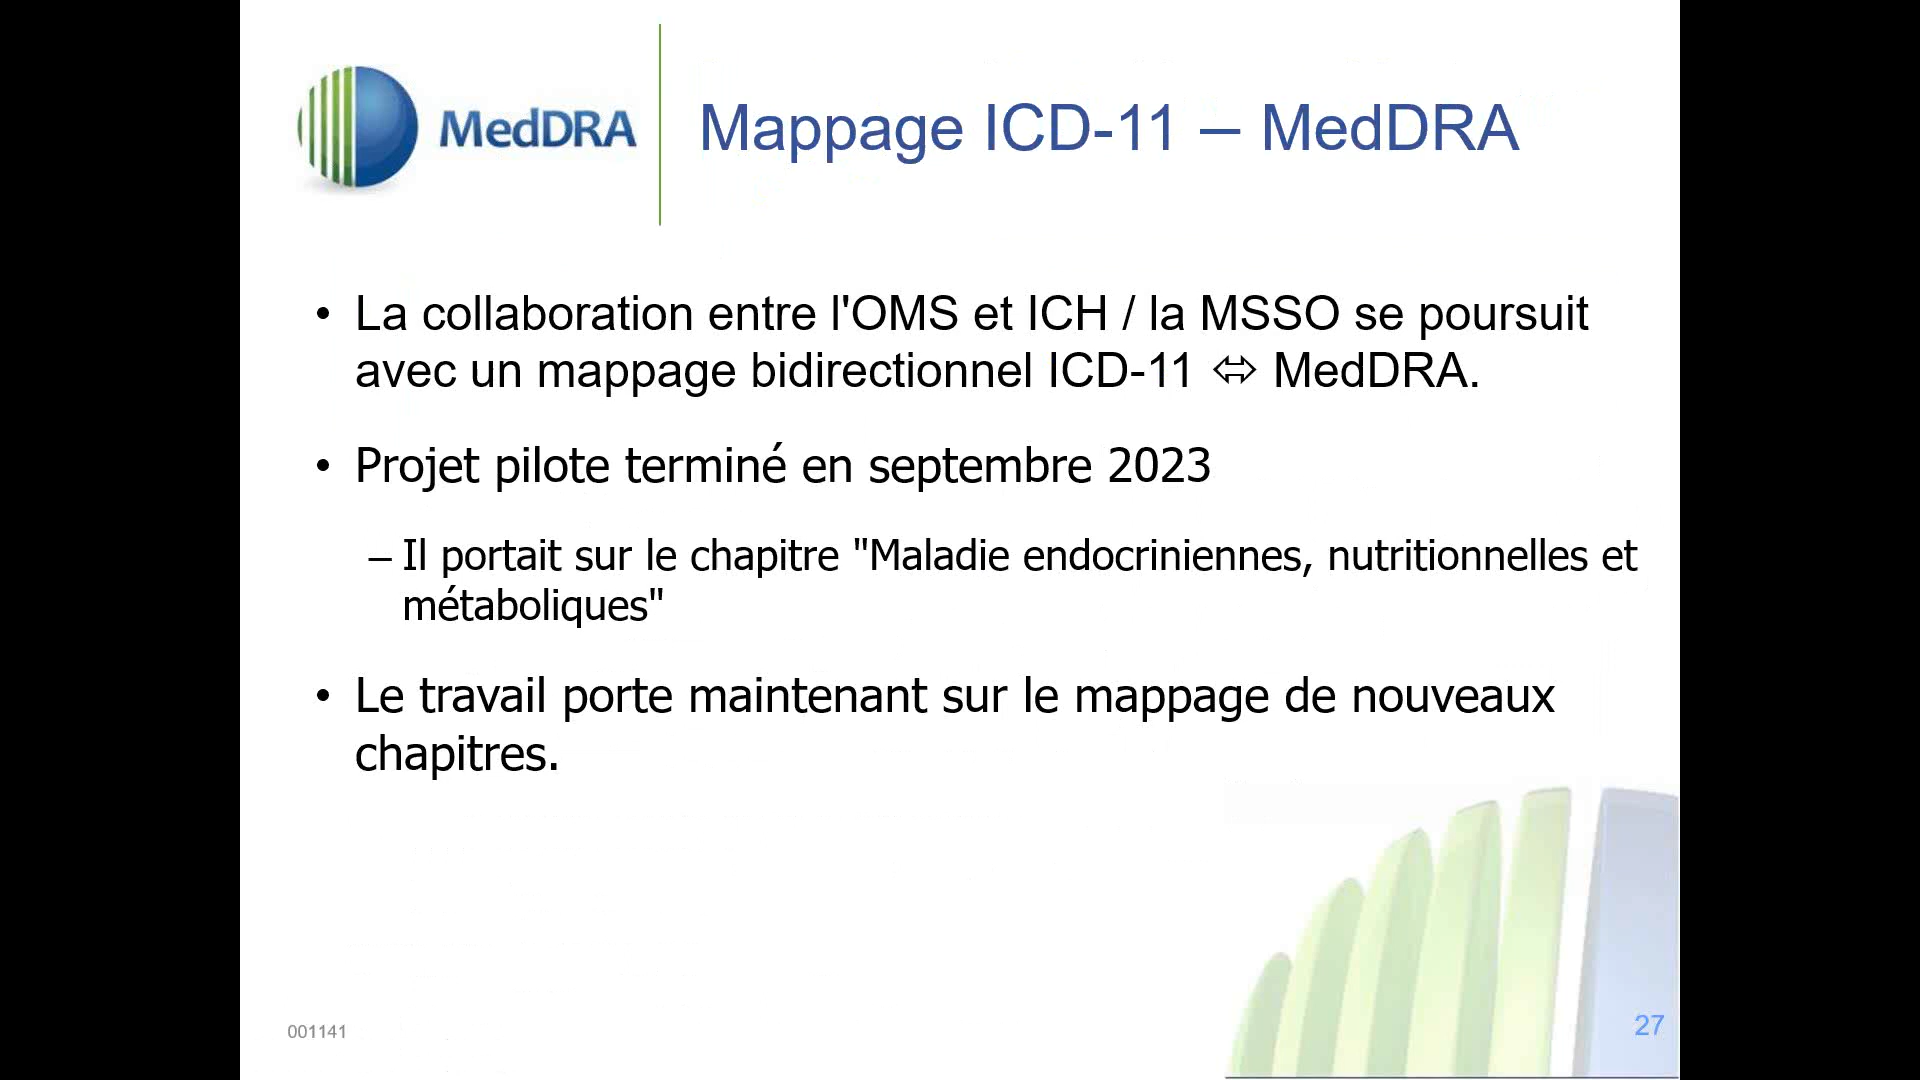 MedDRA
Mappage ICD-11 – MedDRA
• La collaboration entre l'OMS et ICH / la MSSO se poursuit
avec un mappage bidirectionnel ICD-11 ⬄ MedDRA.
• Projet pilote terminé en septembre 2023
– Il portait sur le chapitre "Maladie endocriniennes, nutritionnelles et
métaboliques"
• Le travail porte maintenant sur le mappage de nouveaux
chapitres.
001141
27